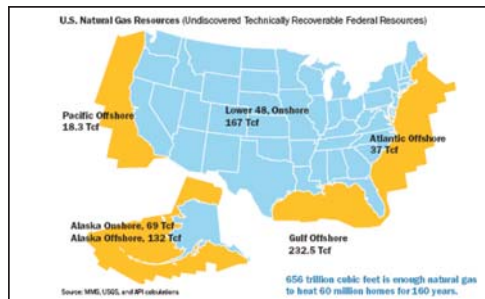 U.S. Natural Gas Resources (Undiscovered Technically Recoverable Federal Resources)
Pacific Offshore
18.3 Tcf
Lower 48, Onshore
167 Tcf
Atlantic Offshore
37 Tcf
Alaska Onshore, 69 Tcf
Alaska Offshore, 132 Tcf
Gulf Offshore
232.5 Tcf
656 trillion cubic feet is enough natural gas
to heat 60 million homes for 160 years.
Source: MMS, USGS, and API calculations